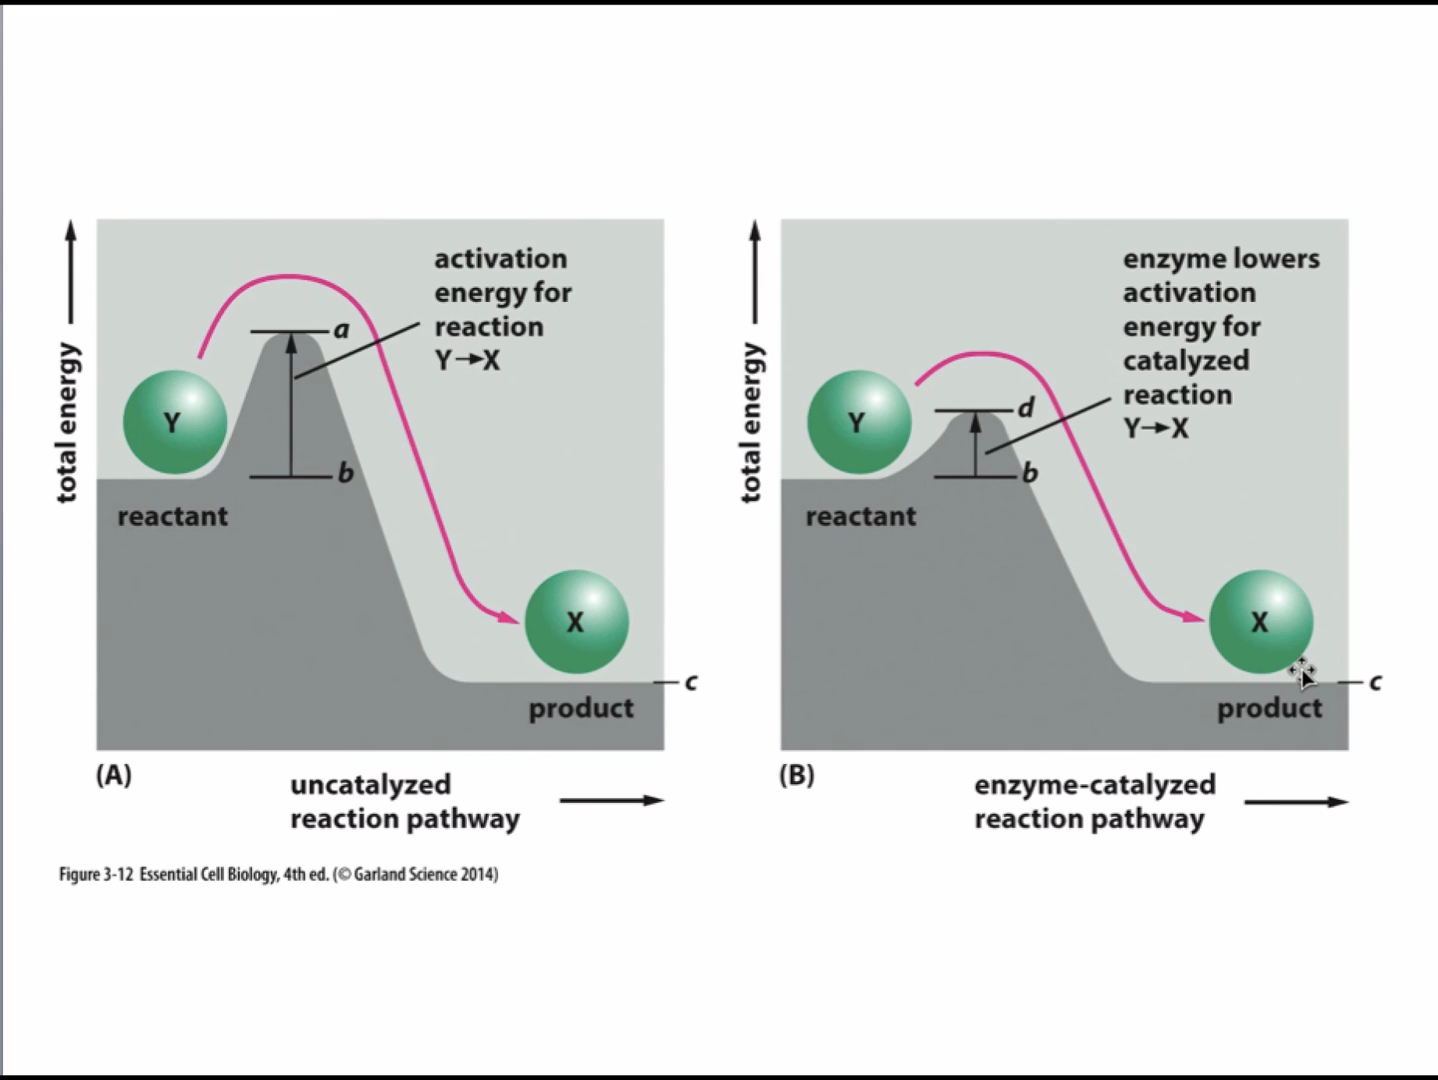 total energy
activation
energy for
reaction
Y→X
a
b
Y
reactant
X
c
product
(A)
uncatalyzed
reaction pathway
total energy
enzyme lowers
activation
energy for
catalyzed
reaction
Y→X
d
b
Y
reactant
X
c
product
(B)
enzyme-catalyzed
reaction pathway
Figure 3-12 Essential Cell Biology, 4th ed. (© Garland Science 2014)